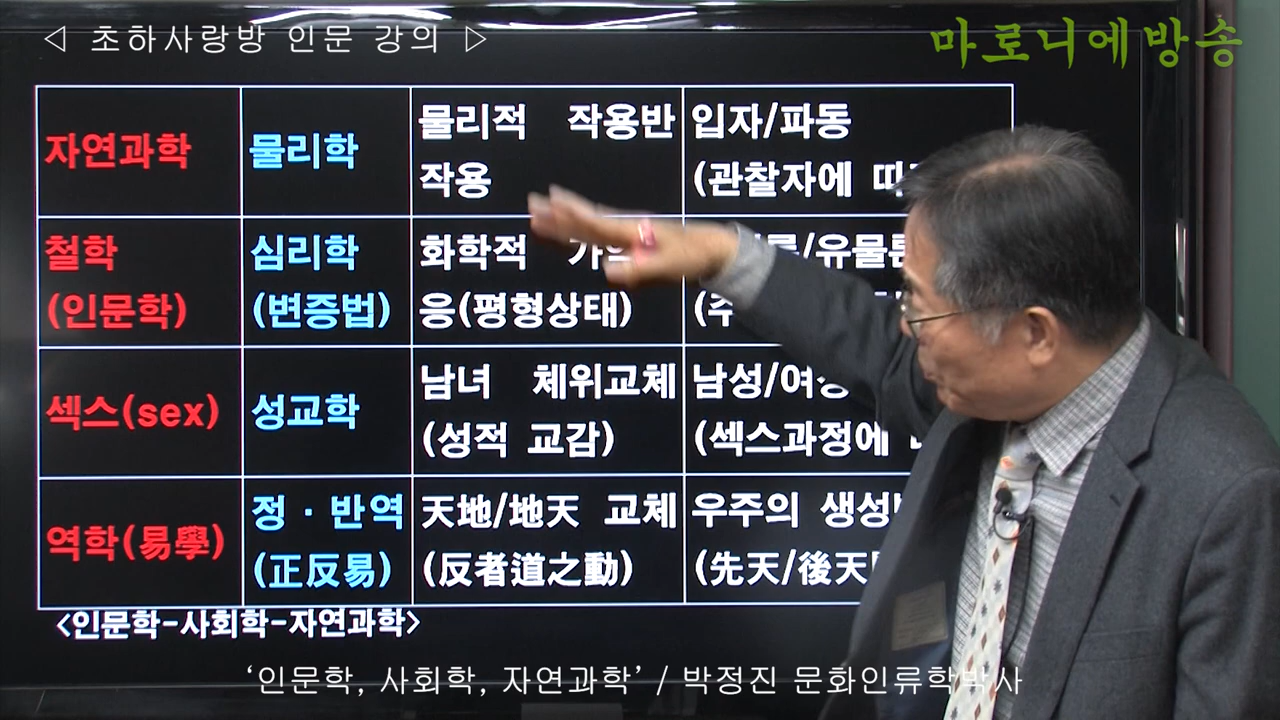 ◁ 초하사랑방 인문 강의 ▷
마로니에방송
자연과학
물리학
물리적 작용반
작용
입자/파동
(관찰자에
철학
(인문학)
심리학
(변증법)
화학적
응(평형상태)
/유물론
섹스(sex)
성교학
남녀 체위교체
(성적 교감)
남성/여성
(섹스과정에
역학(易學)
정·반역
(正反易)
天地/地天 교체
(反者道之動)
우주의
(先天/後天
<인문학-사회학-자연과학>
‘인문학, 사회학, 자연과학’ / 박정진 문화인류학박사